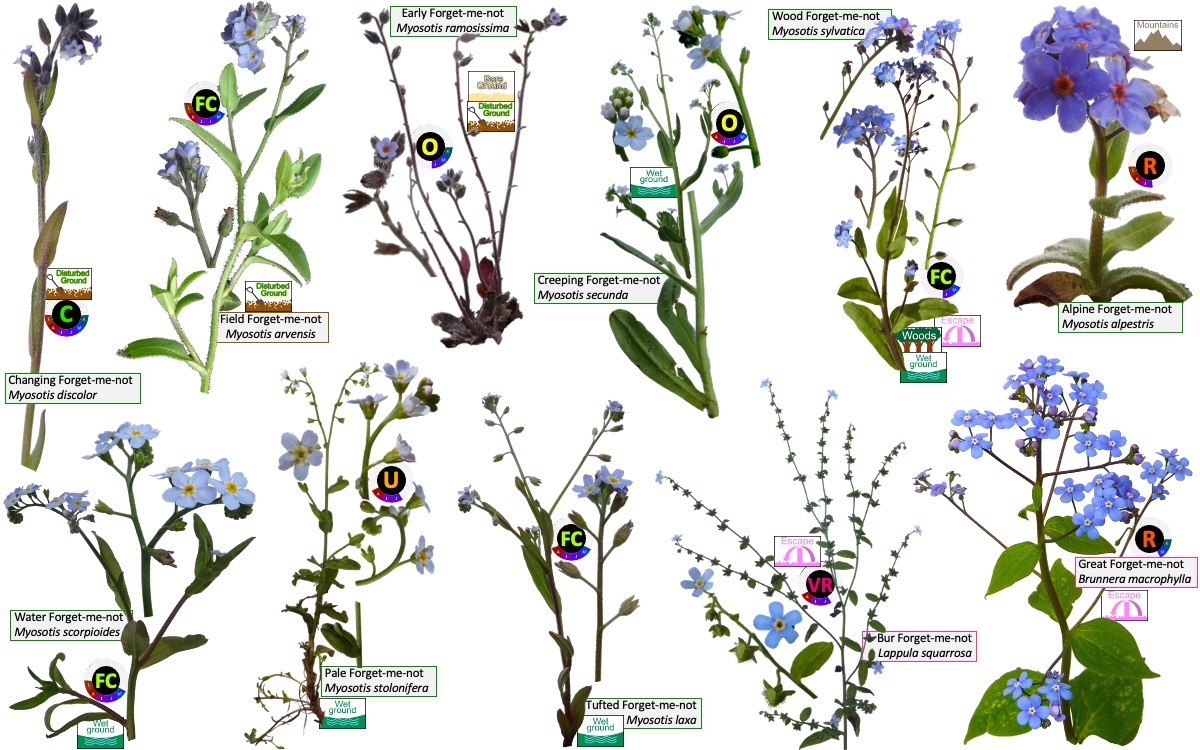 Early Forget-me-not
Myosotis ramosissima
Wood Forget-me-not
Myosotis sylvatica
Mountains
FC
Bare
Ground
Disturbed
Ground
O
O
Wet
ground
R
Disturbed
Ground
C
Disturbed
Ground
Field Forget-me-not
Myosotis arvensis
Creeping Forget-me-not
Myosotis secunda
FC
Escape
Woods
Wet
ground
Alpine Forget-me-not
Myosotis alpestris
Changing Forget-me-not
Myosotis discolor
U
FC
Escape
VR
R
Great Forget-me-not
Brunnera macrophylla
Escape
Water Forget-me-not
Myosotis scorpioides
FC
Wet
ground
Pale Forget-me-not
Myosotis stolonifera
Wet
ground
Tufted Forget-me-not
Myosotis laxa
Wet
ground
Bur Forget-me-not
Lappula squarrosa